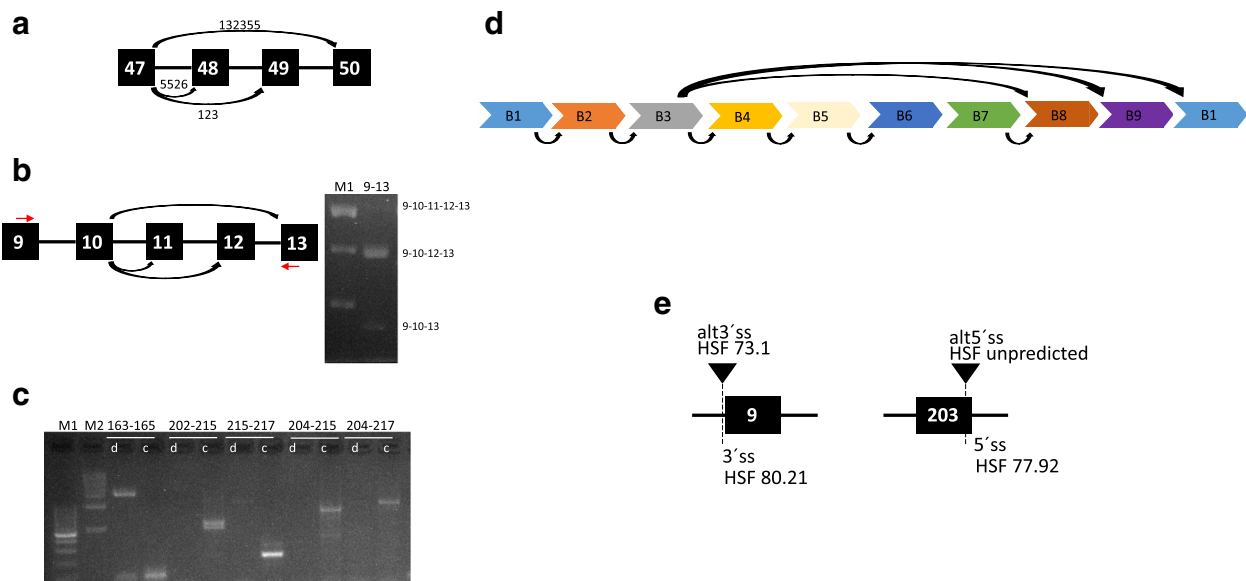 a
132355
47 48 49 50
5526
123
b
9 10 11 12 13
M1 9-13
9-10-11-12-13
9-10-12-13
9-10-13
c
M1 M2 163-165 202-215 215-217 204-215 204-217
d c d c d c d c d c
d
B1 B2 B3 B4 B5 B6 B7 B8 B9 B1
e
alt3´ss
HSF 73.1
9
3´ss
HSF 80.21
alt5´ss
HSF unpredicted
203
5´ss
HSF 77.92